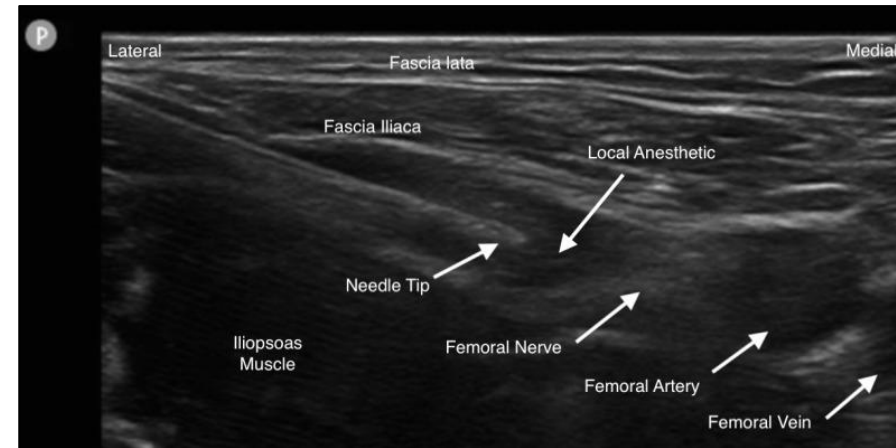 P
Lateral
Medial
Fascia lata
Fascia Iliaca
Local Anesthetic
Needle Tip
Iliopsoas
Muscle
Femoral Nerve
Femoral Artery
Femoral Vein